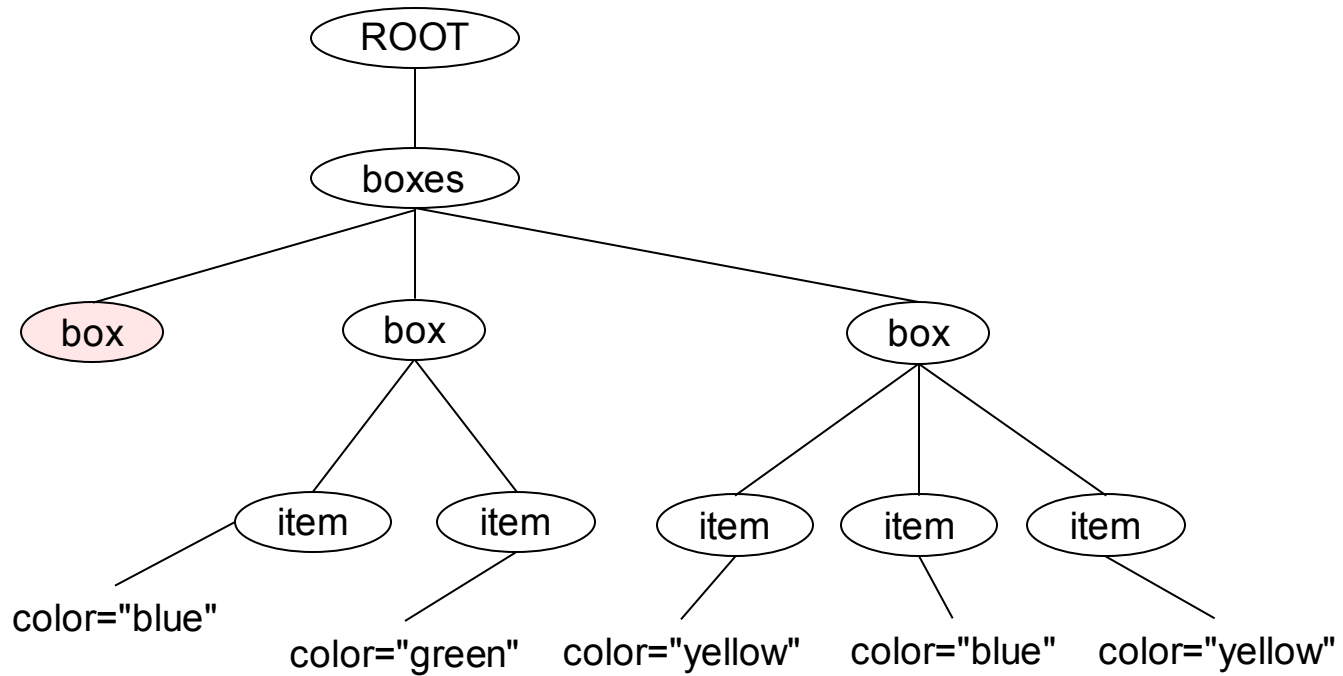 ROOT
boxes
box
box
box
item
item
item
item
item
color="blue"
color="green"
color="yellow"
color="blue"
color="yellow"